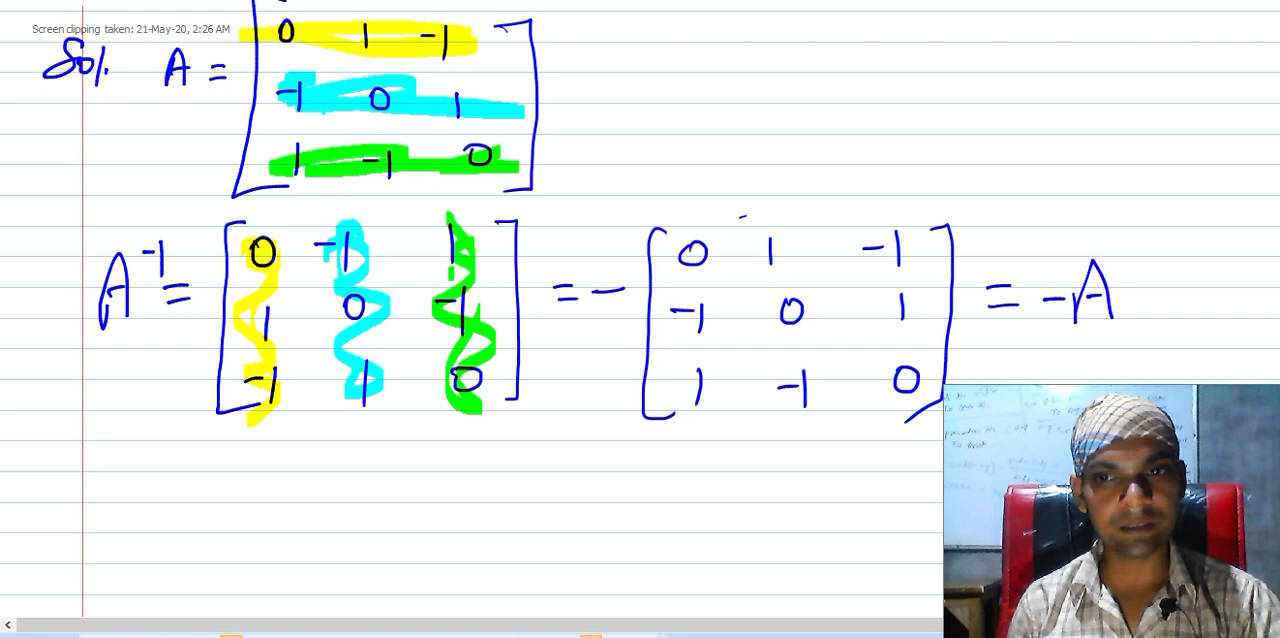 Screen clipping taken: 21-May-20, 2:26 AM
Sol. A = [ 0 1 -1
-1 0 1
1 -1 0 ]
A⁻¹ = [ 0 -1 1 ] = - [ 0 1 -1 ] = -A
1 0 -1 -1 0 1
-1 1 0 1 -1 0